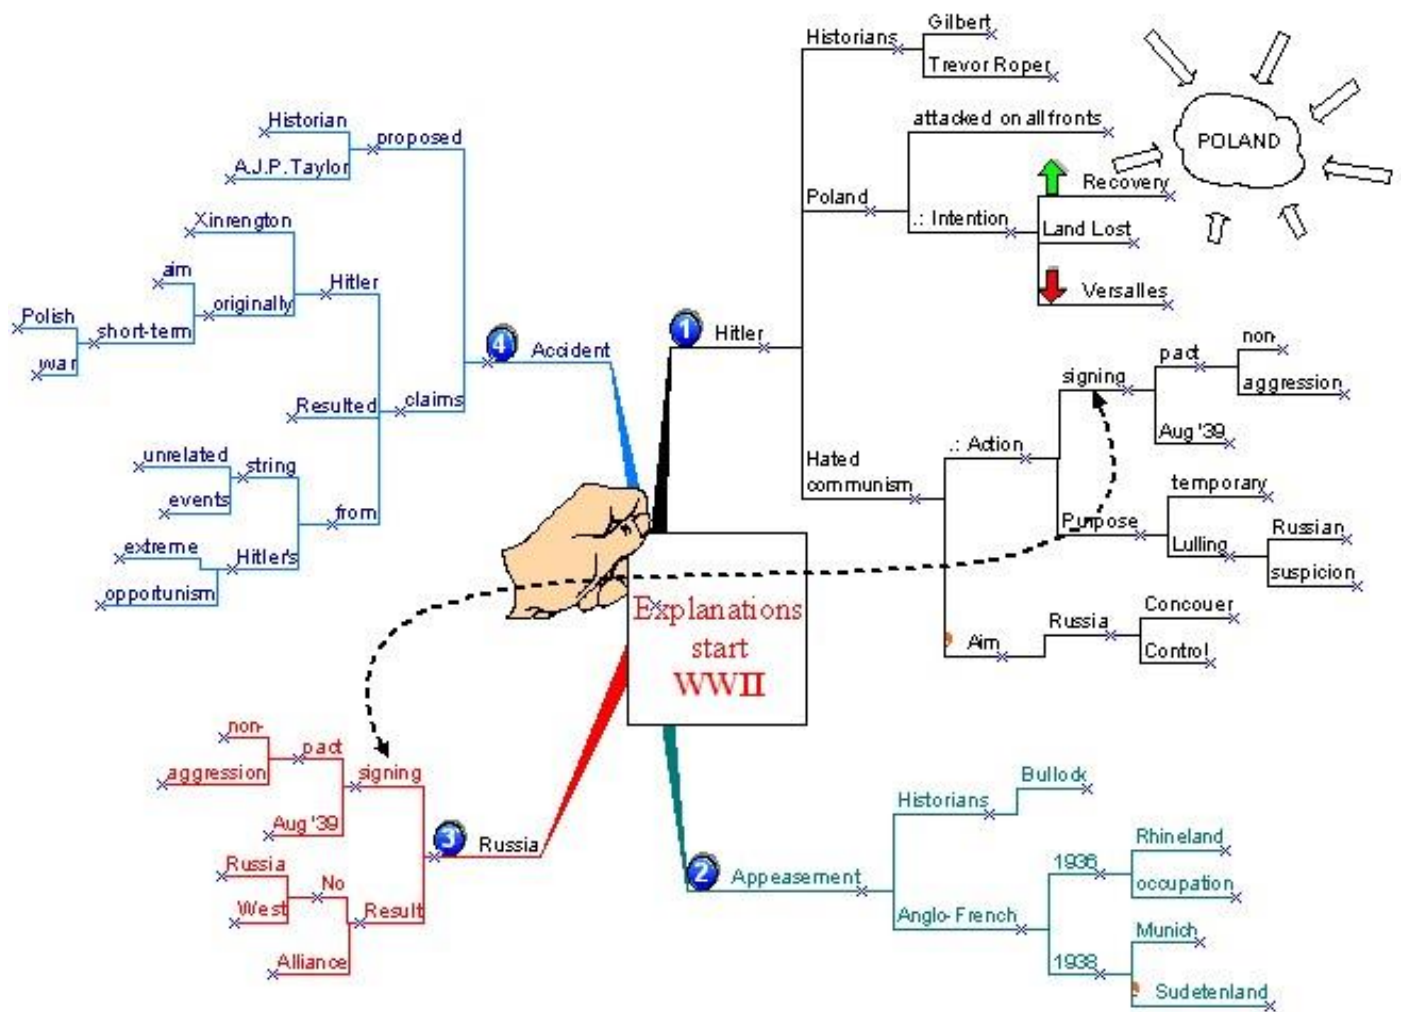 Explanations
start
WWII
1
Hitler
Historians
Gilbert
Trevor Roper
Poland
attacked on all fronts
.: Intention
Recovery
Land Lost
Versalles
POLAND
Hated
communism
.: Action
signing
pact
non-
aggression
Aug '39
Purpose
temporary
Lulling
Russian
suspicion
Aim
Russia
Concouer
Control
2
Appeasement
Historians
Bullock
Anglo-French
1936
Rhineland
occupation
1938
Munich
Sudetenland
3
Russia
signing
pact
non-
aggression
Aug '39
Result
No
Russia
West
Alliance
4
Accident
proposed
Historian
A.J.P. Taylor
claims
Hitler
Xinrengton
originally
aim
short-term
Polish
war
Resulted
from
string
unrelated
events
Hitler's
extreme
opportunism